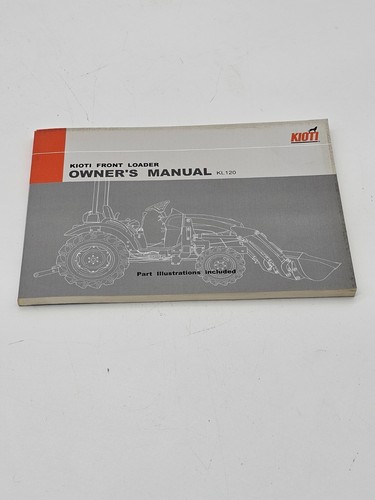 KIOTI
KIOTI FRONT LOADER
OWNER'S MANUAL KL120
Part Illustrations included